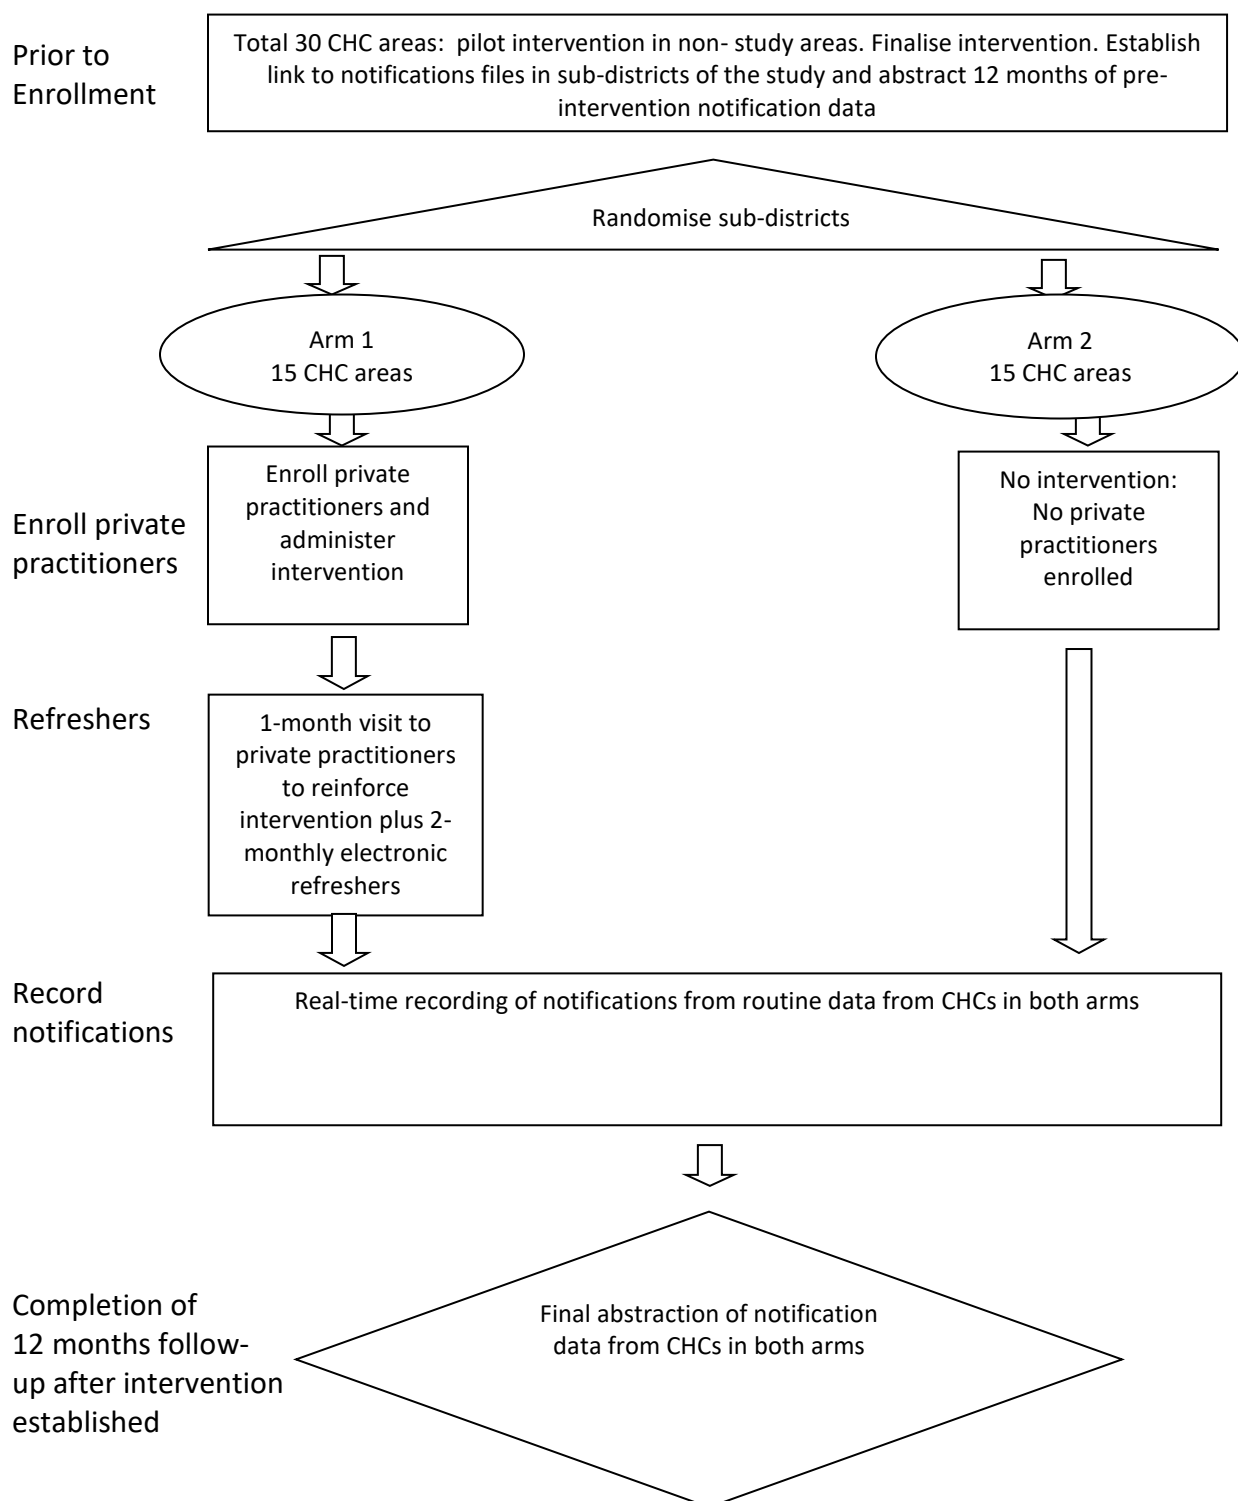 Prior to
Enrollment
Total 30 CHC areas:  pilot intervention in non- study areas. Finalise intervention. Establish
link to notifications files in sub-districts of the study and abstract 12 months of pre-
intervention notification data
Randomise sub-districts
Arm 1
15 CHC areas
Arm 2
15 CHC areas
Enroll private
practitioners
Enroll private
practitioners and
administer
intervention
No intervention:
No private
practitioners
enrolled
Refreshers
1-month visit to
private practitioners
to reinforce
intervention plus 2-
monthly electronic
refreshers
Record
notifications
Real-time recording of notifications from routine data from CHCs in both arms
Completion of
12 months follow-
up after intervention
established
Final abstraction of notification
data from CHCs in both arms